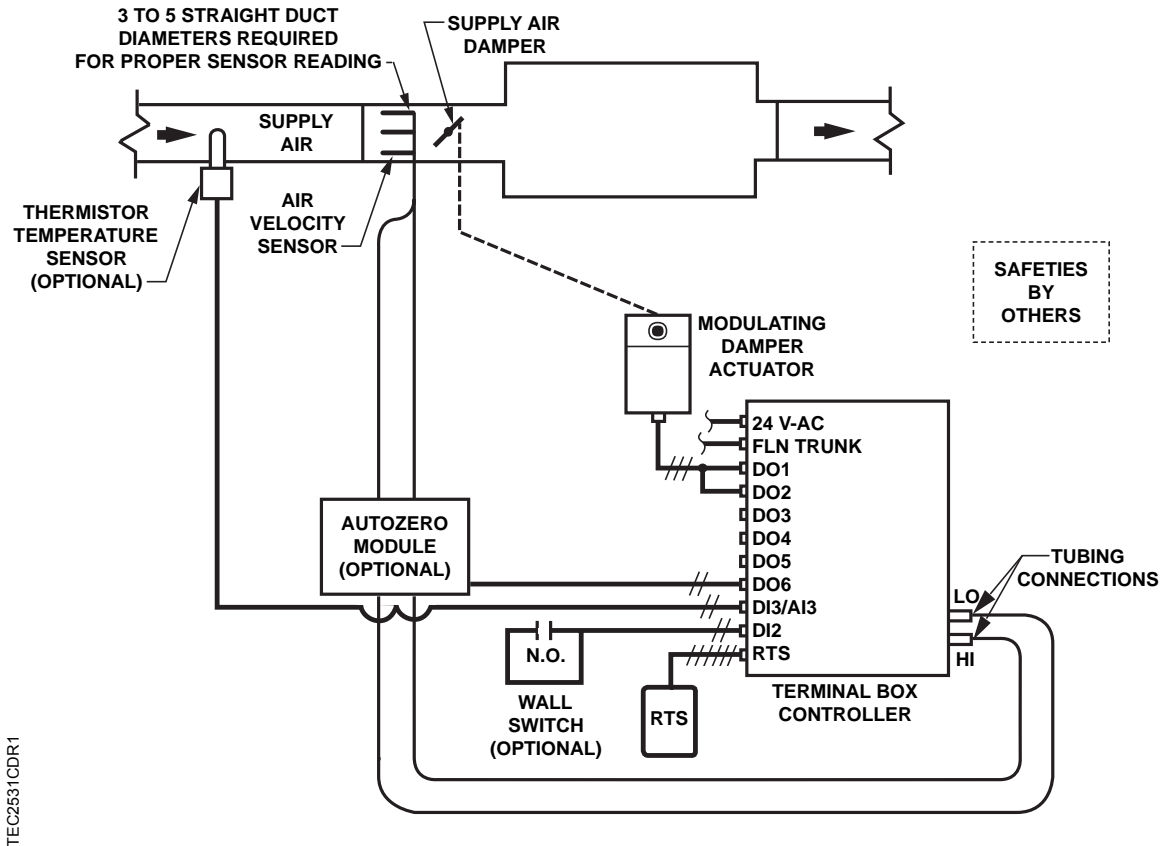 3 TO 5 STRAIGHT DUCT
DIAMETERS REQUIRED
FOR PROPER SENSOR READING
SUPPLY AIR
DAMPER
SUPPLY
AIR
THERMISTOR
TEMPERATURE
SENSOR
(OPTIONAL)
AIR
VELOCITY
SENSOR
SAFETIES
BY
OTHERS
MODULATING
DAMPER
ACTUATOR
24 V-AC
FLN TRUNK
DO1
DO2
DO3
DO4
DO5
DO6
DI3/AI3
DI2
RTS
AUTOZERO
MODULE
(OPTIONAL)
TUBING
CONNECTIONS
LO
HI
N.O.
WALL
SWITCH
(OPTIONAL)
RTS
TERMINAL BOX
CONTROLLER
TEC2531CDR1